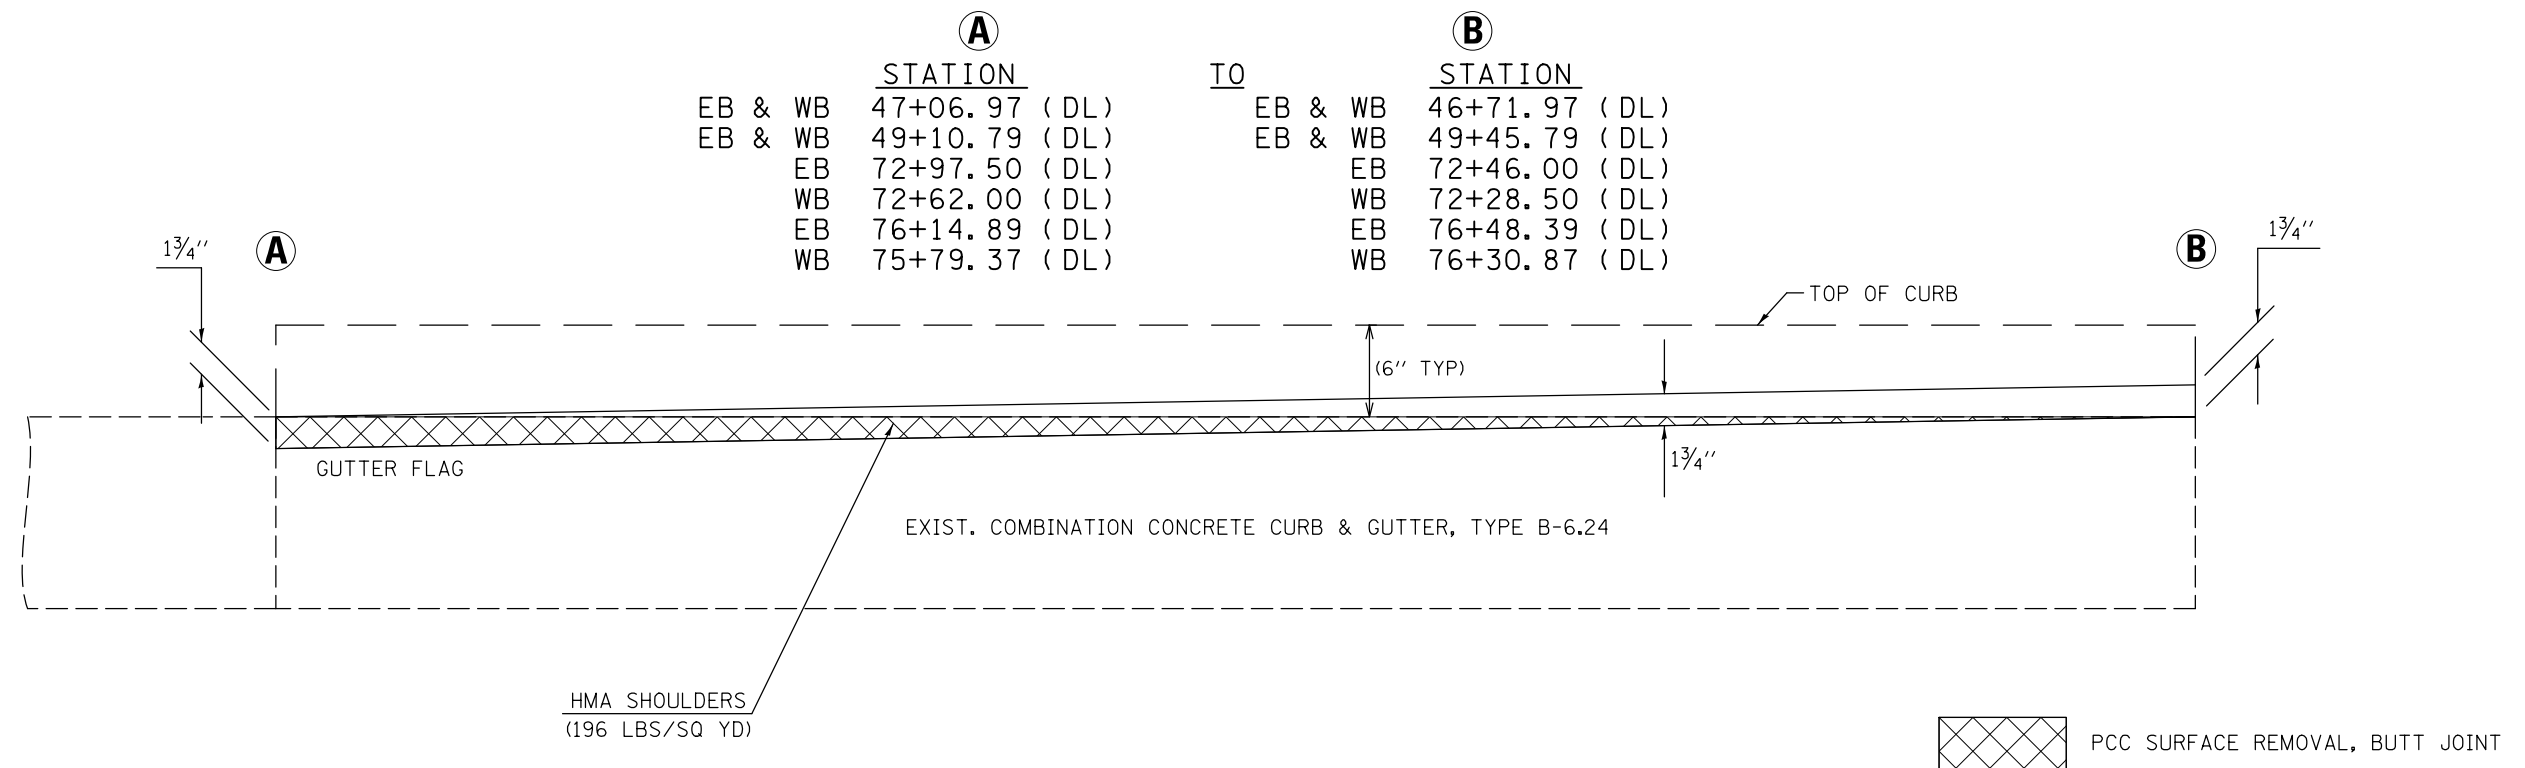 A B
STATION TO STATION
EB & WB 47+06.97 (DL) EB & WB 46+71.97 (DL)
EB & WB 49+10.79 (DL) EB & WB 49+45.79 (DL)
EB 72+97.50 (DL) EB 72+46.00 (DL)
WB 72+62.00 (DL) WB 72+28.50 (DL)
EB 76+14.89 (DL) EB 76+48.39 (DL)
WB 75+79.37 (DL) WB 76+30.87 (DL)
1¾"
A
B
1¾"
TOP OF CURB
(6" TYP)
1¾"
GUTTER FLAG
EXIST. COMBINATION CONCRETE CURB & GUTTER, TYPE B-6.24
HMA SHOULDERS
(196 LBS/SQ YD)
PCC SURFACE REMOVAL, BUTT JOINT